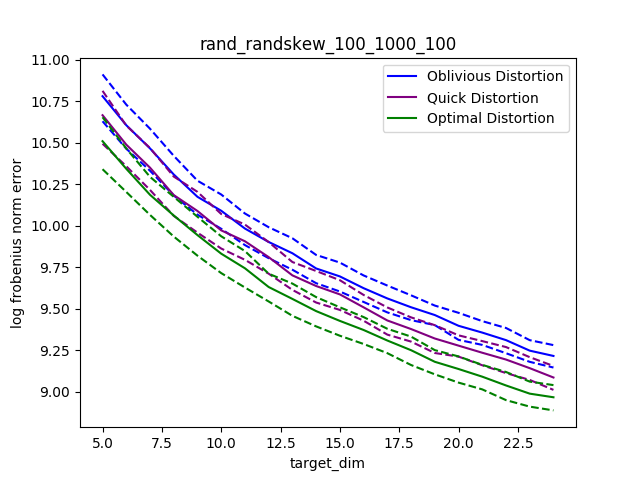 rand_randskew_100_1000_100
11.00
10.75
10.50
10.25
10.00
9.75
9.50
9.25
9.00
log frobenius norm error
Oblivious Distortion
Quick Distortion
Optimal Distortion
5.0 7.5 10.0 12.5 15.0 17.5 20.0 22.5
target_dim